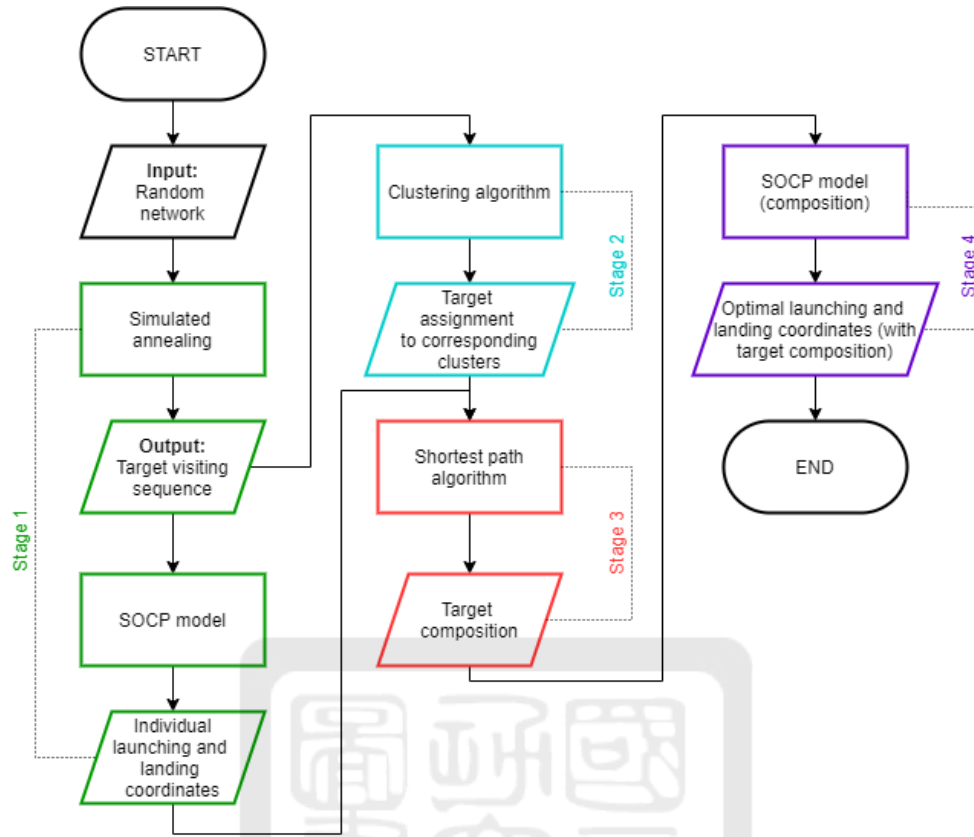 START
Input:
Random
network
Simulated
annealing
Output:
Target visiting
sequence
SOCP model
Individual
launching and
landing
coordinates
Stage 1
Clustering algorithm
Target
assignment
to corresponding
clusters
Stage 2
Shortest path
algorithm
Target
composition
Stage 3
SOCP model
(composition)
Optimal launching and
landing coordinates (with
target composition)
Stage 4
END